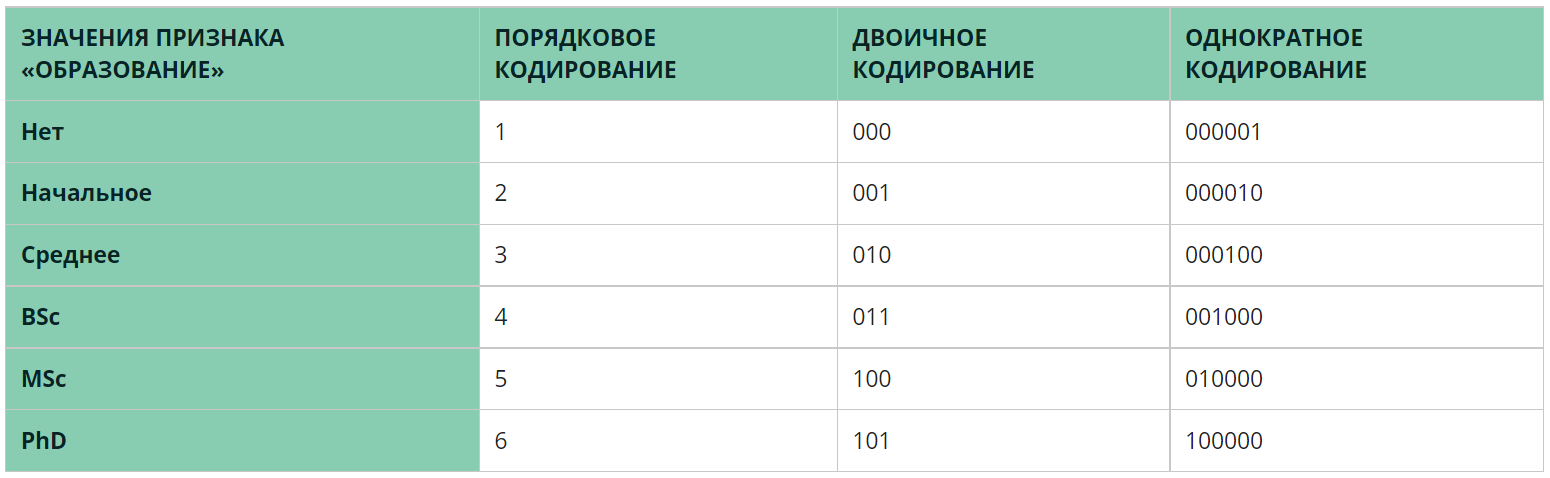 ЗНАЧЕНИЯ ПРИЗНАКА
«ОБРАЗОВАНИЕ»
ПОРЯДКОВОЕ
КОДИРОВАНИЕ
ДВОИЧНОЕ
КОДИРОВАНИЕ
ОДНОКРАТНОЕ
КОДИРОВАНИЕ
Нет 1 000 000001
Начальное 2 001 000010
Среднее 3 010 000100
BSc 4 011 001000
MSc 5 100 010000
PhD 6 101 100000